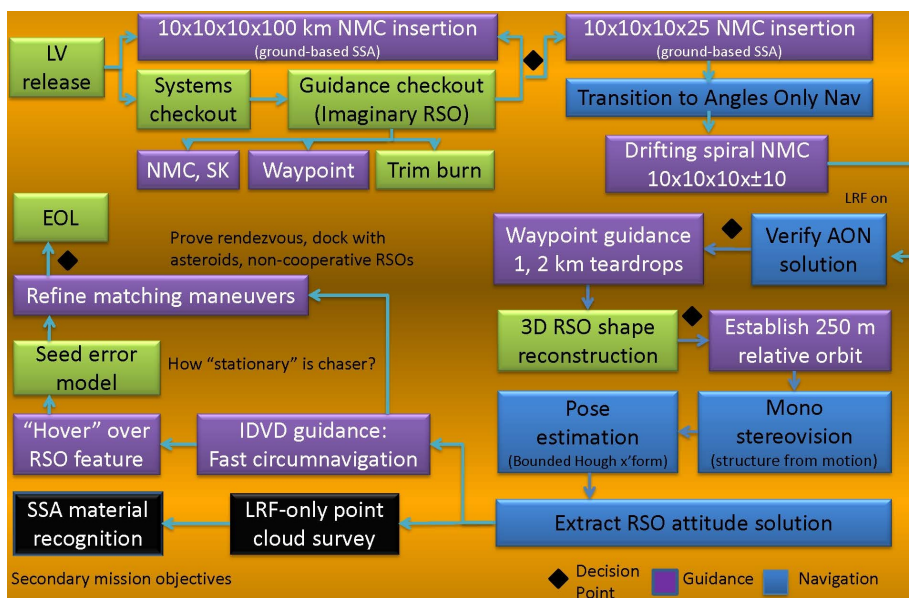 LV
release
10x10x10x100 km NMC insertion
(ground-based SSA)
10x10x10x25 NMC insertion
(ground-based SSA)
Systems
checkout
Guidance checkout
(Imaginary RSO)
Transition to Angles Only Nav
NMC, SK
Waypoint
Trim burn
Drifting spiral NMC
10x10x10x±10
LRF on
EOL
Prove rendezvous, dock with
asteroids, non-cooperative RSOs
Waypoint guidance
1, 2 km teardrops
Verify AON
solution
Refine matching maneuvers
3D RSO shape
reconstruction
Establish 250 m
relative orbit
Seed error
model
How “stationary” is chaser?
“Hover” over
RSO feature
IDVD guidance:
Fast circumnavigation
Pose
estimation
(Bounded Hough x’form)
Mono
stereovision
(structure from motion)
SSA material
recognition
LRF-only point
cloud survey
Extract RSO attitude solution
Secondary mission objectives
Decision
Point
Guidance
Navigation